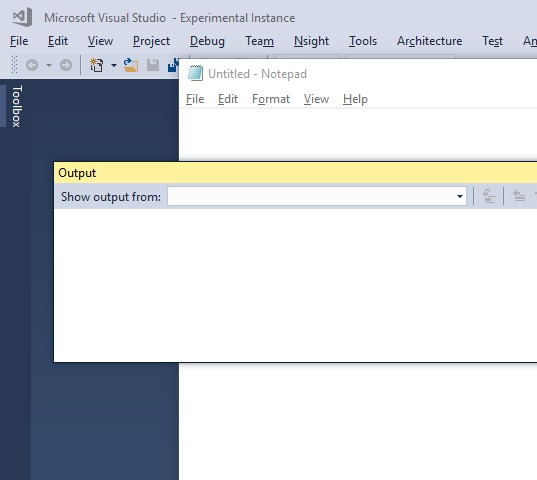 Microsoft Visual Studio - Experimental Instance
File Edit View Project Debug Team Nsight Tools Architecture Test
Untitled - Notepad
File Edit Format View Help
Toolbox
Output
Show output from: